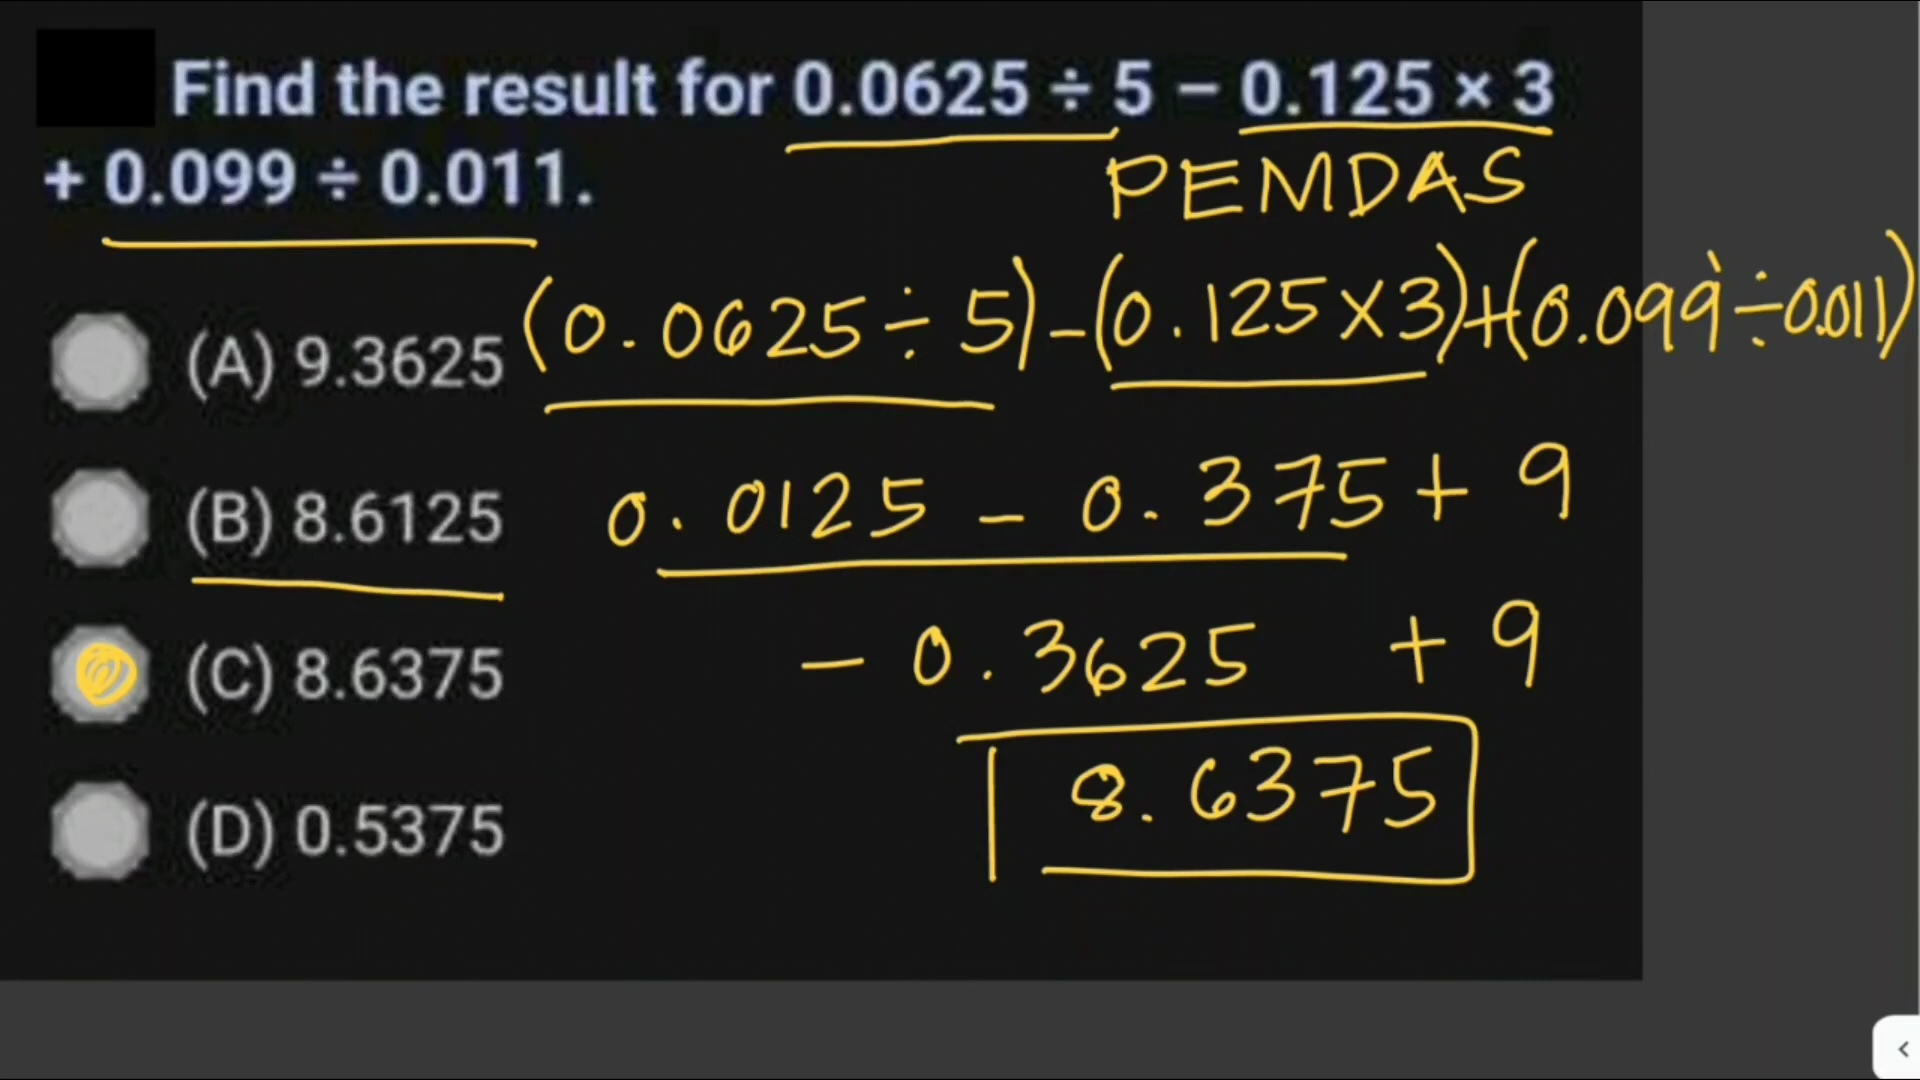 Find the result for 0.0625 ÷ 5 – 0.125 × 3
+ 0.099 ÷ 0.011.
PEMDAS
(0.0625 ÷ 5) – (0.125 × 3) + (0.099 ÷ 0.011)
(A) 9.3625
0.0125 – 0.375 + 9
(B) 8.6125
– 0.3625 + 9
(C) 8.6375
8.6375
(D) 0.5375